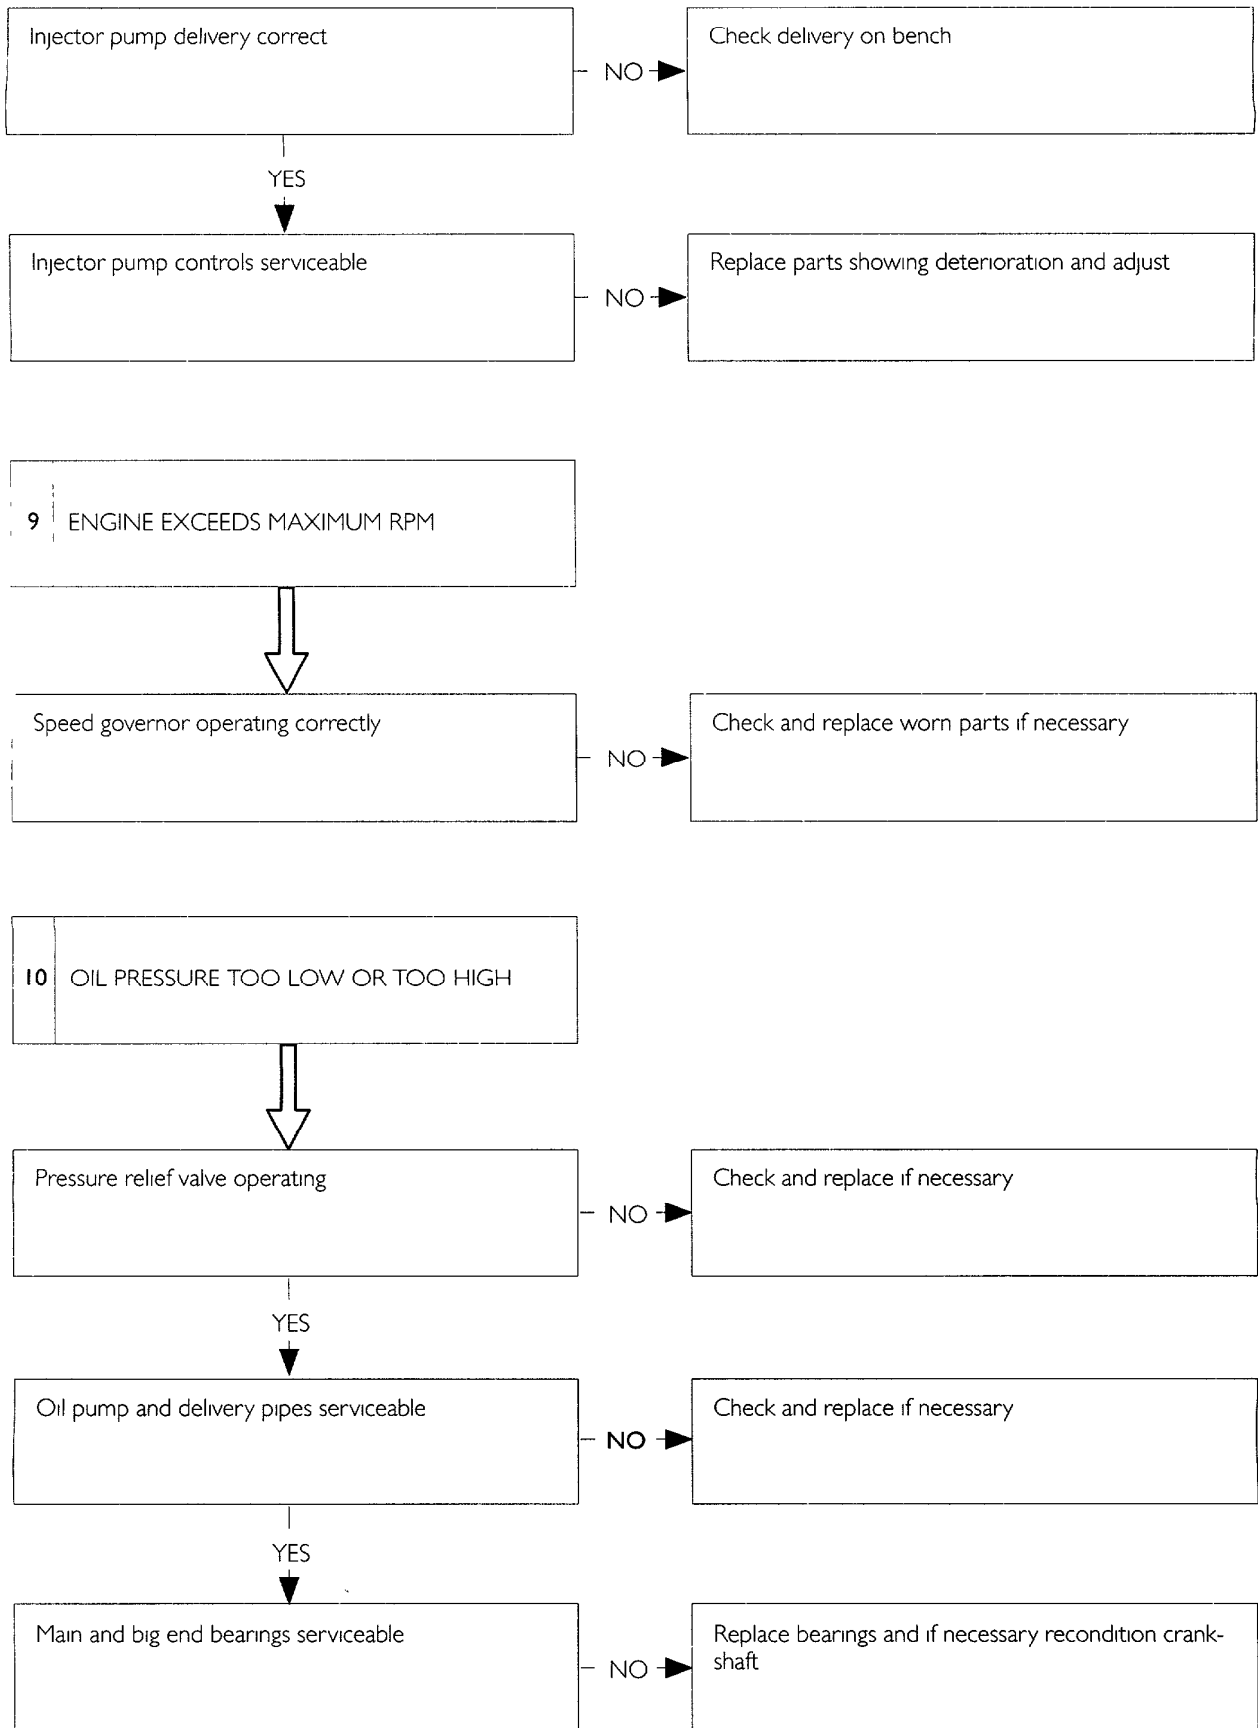 Injector pump delivery correct
NO
Check delivery on bench
YES
Injector pump controls serviceable
NO
Replace parts showing deterioration and adjust
9 ENGINE EXCEEDS MAXIMUM RPM
Speed governor operating correctly
NO
Check and replace worn parts if necessary
10 OIL PRESSURE TOO LOW OR TOO HIGH
Pressure relief valve operating
NO
Check and replace if necessary
YES
Oil pump and delivery pipes serviceable
NO
Check and replace if necessary
YES
Main and big end bearings serviceable
NO
Replace bearings and if necessary recondition crank-
shaft